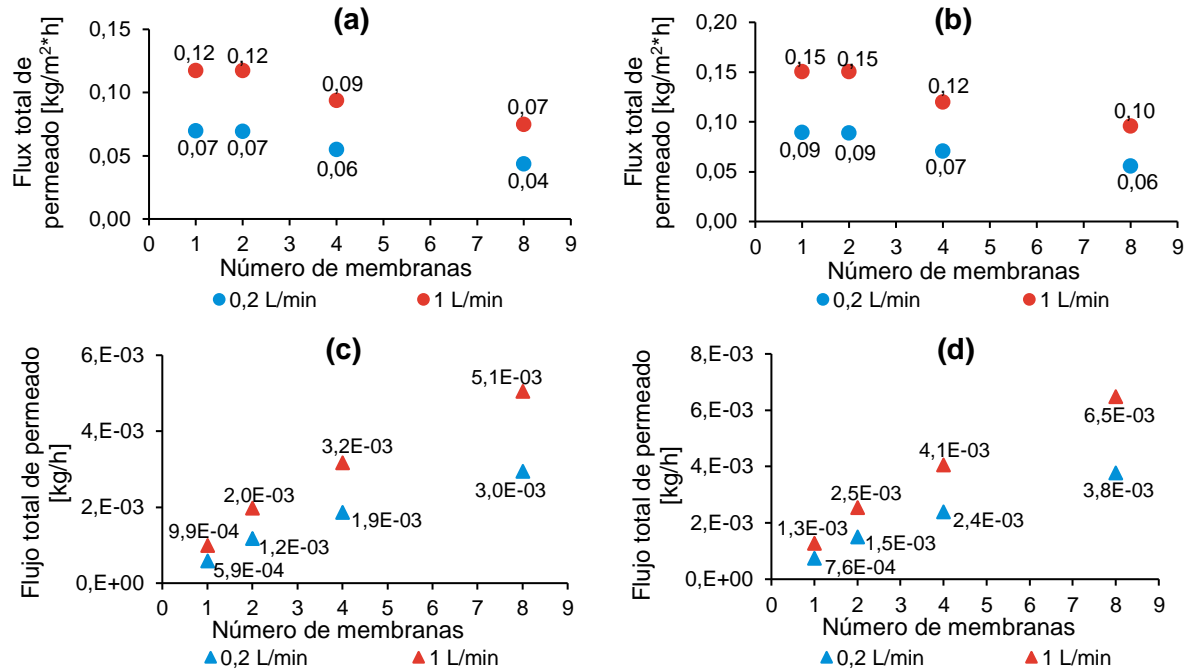 (a)
Flux total de
permeado [kg/m²*h]
0,15
0,10
0,05
0,00
0,12 0,12
0,09
0,07
0,07 0,07
0,06
0,04
0 1 2 3 4 5 6 7 8 9
Número de membranas
0,2 L/min 1 L/min
(b)
Flux total de
permeado [kg/m²*h]
0,20
0,15
0,10
0,05
0,00
0,15 0,15
0,12
0,10
0,09 0,09
0,07
0,06
0 1 2 3 4 5 6 7 8 9
Número de membranas
0,2 L/min 1 L/min
(c)
Flujo total de permeado
[kg/h]
6,E-03
4,E-03
2,E-03
0,E+00
5,1E-03
3,2E-03
2,0E-03
9,9E-04
3,0E-03
1,9E-03
1,2E-03
5,9E-04
0 1 2 3 4 5 6 7 8 9
Número de membranas
0,2 L/min 1 L/min
(d)
Flujo total de permeado
[kg/h]
8,E-03
6,E-03
4,E-03
2,E-03
0,E+00
6,5E-03
4,1E-03
2,5E-03
1,3E-03
3,8E-03
2,4E-03
1,5E-03
7,6E-04
0 1 2 3 4 5 6 7 8 9
Número de membranas
0,2 L/min 1 L/min